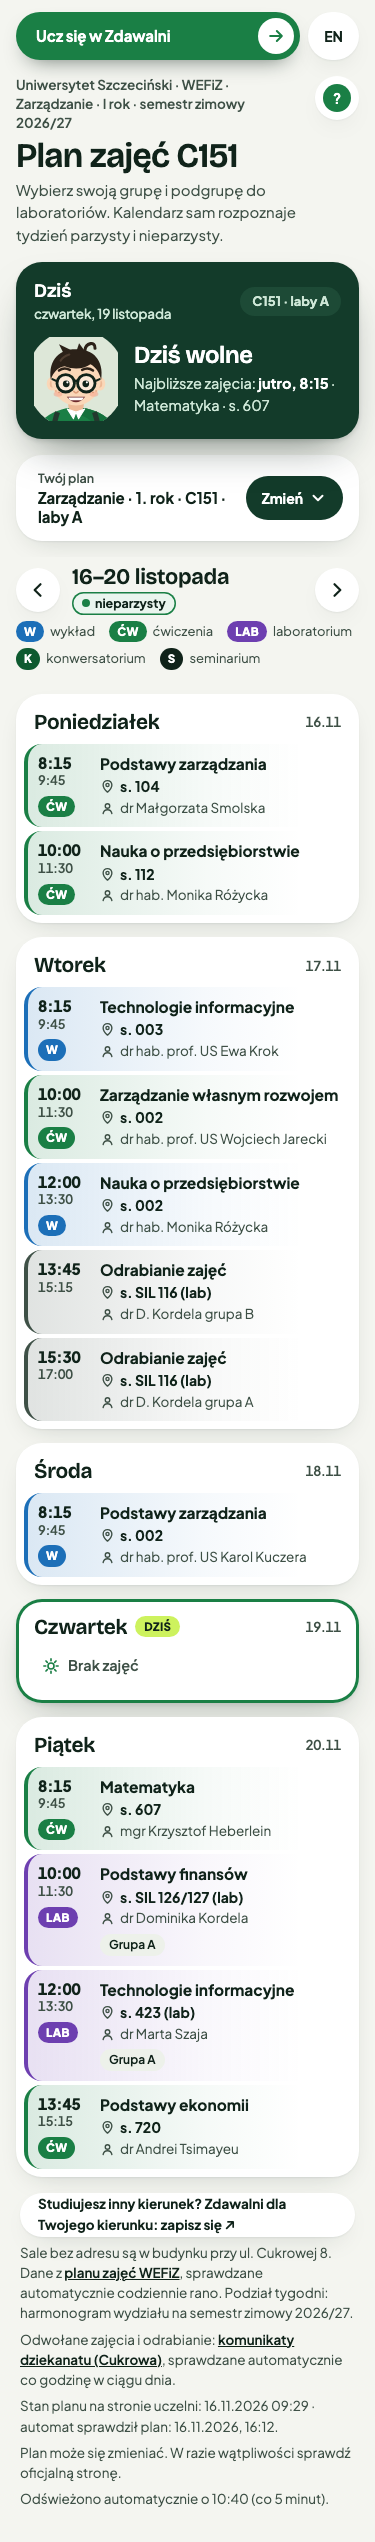 Ucz się w Zdawalni
EN
Uniwersytet Szczeciński · WEFiZ ·
Zarządzanie · I rok · semestr zimowy
2026/27
?
Plan zajęć C151
Wybierz swoją grupę i podgrupę do
laboratoriów. Kalendarz sam rozpoznaje
tydzień parzysty i nieparzysty.
Dziś
czwartek, 19 listopada
C151 · laby A
Dziś wolne
Najbliższe zajęcia: jutro, 8:15 ·
Matematyka · s. 607
Twój plan
Zarządzanie · 1. rok · C151 ·
laby A
Zmień
16–20 listopada
nieparzysty
W wykład ĆW ćwiczenia LAB laboratorium
K konwersatorium S seminarium
Poniedziałek 16.11
8:15 Podstawy zarządzania
9:45 s. 104
ĆW dr Małgorzata Smolska
10:00 Nauka o przedsiębiorstwie
11:30 s. 112
ĆW dr hab. Monika Różycka
Wtorek 17.11
8:15 Technologie informacyjne
9:45 s. 003
W dr hab. prof. US Ewa Krok
10:00 Zarządzanie własnym rozwojem
11:30 s. 002
ĆW dr hab. prof. US Wojciech Jarecki
12:00 Nauka o przedsiębiorstwie
13:30 s. 002
W dr hab. Monika Różycka
13:45 Odrabianie zajęć
15:15 s. SIL 116 (lab)
dr D. Kordela grupa B
15:30 Odrabianie zajęć
17:00 s. SIL 116 (lab)
dr D. Kordela grupa A
Środa 18.11
8:15 Podstawy zarządzania
9:45 s. 002
W dr hab. prof. US Karol Kuczera
Czwartek DZIŚ 19.11
Brak zajęć
Piątek 20.11
8:15 Matematyka
9:45 s. 607
ĆW mgr Krzysztof Heberlein
10:00 Podstawy finansów
11:30 s. SIL 126/127 (lab)
LAB dr Dominika Kordela
Grupa A
12:00 Technologie informacyjne
13:30 s. 423 (lab)
LAB dr Marta Szaja
Grupa A
13:45 Podstawy ekonomii
15:15 s. 720
ĆW dr Andrei Tsimayeu
Studiujesz inny kierunek? Zdawalni dla
Twojego kierunku: zapisz się ↗
Sale bez adresu są w budynku przy ul. Cukrowej 8.
Dane z planu zajęć WEFiZ, sprawdzane
automatycznie codziennie rano. Podział tygodni:
harmonogram wydziału na semestr zimowy 2026/27.
Odwołane zajęcia i odrabianie: komunikaty
dziekanatu (Cukrowa), sprawdzane automatycznie
co godzinę w ciągu dnia.
Stan planu na stronie uczelni: 16.11.2026 09:29 ·
automat sprawdził plan: 16.11.2026, 16:12.
Plan może się zmieniać. W razie wątpliwości sprawdź
oficjalną stronę.
Odświeżono automatycznie o 10:40 (co 5 minut).